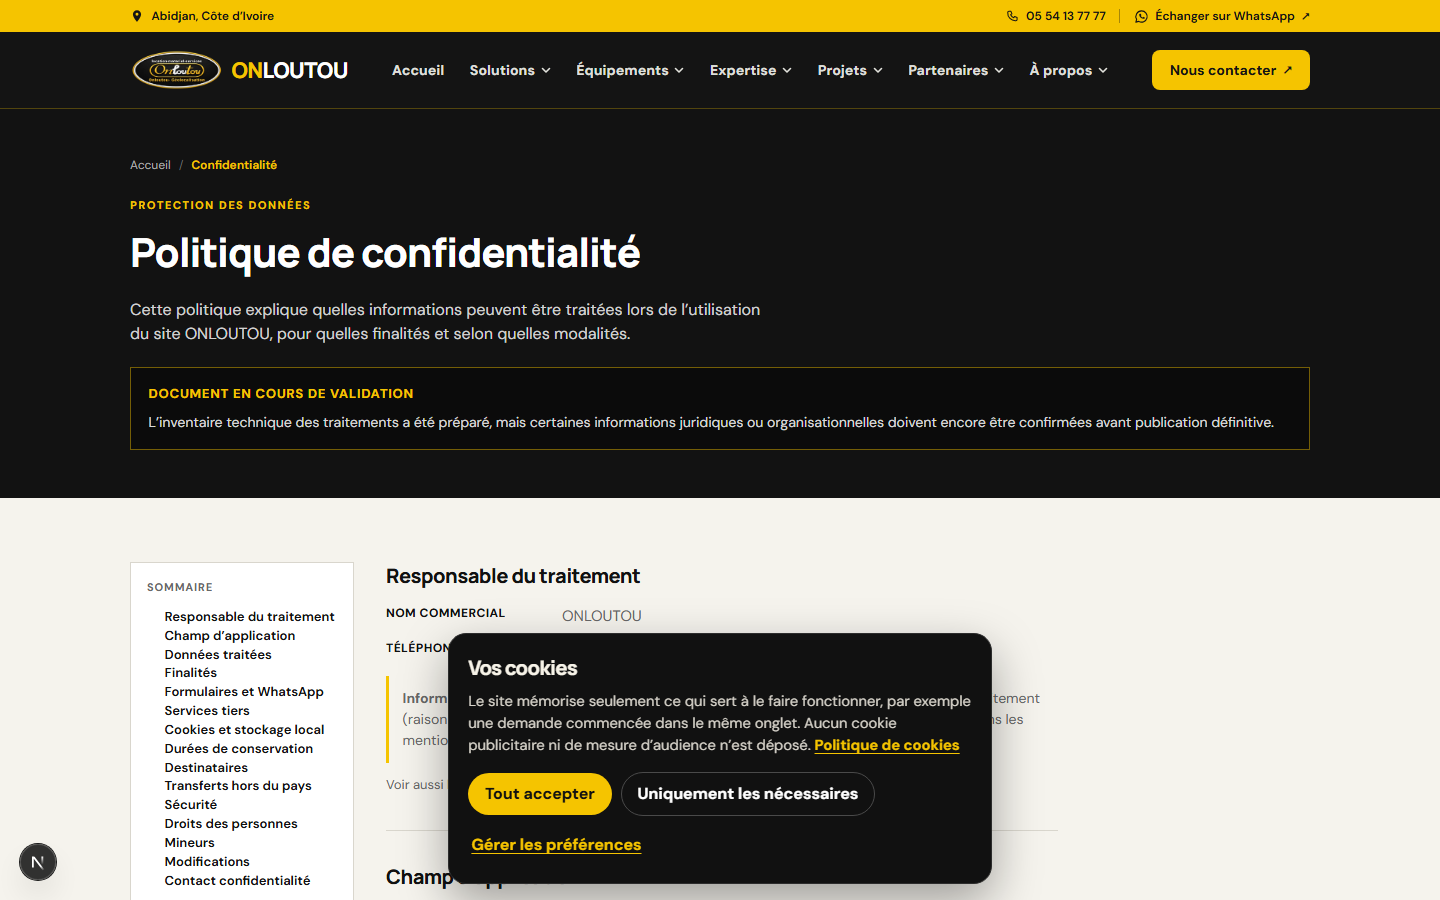 Abidjan, Côte d’Ivoire
05 54 13 77 77
Échanger sur WhatsApp ↗
Onloutou
ONLOUTOU
Accueil
Solutions
Équipements
Expertise
Projets
Partenaires
À propos
Nous contacter ↗
Accueil / Confidentialité
PROTECTION DES DONNÉES
Politique de confidentialité
Cette politique explique quelles informations peuvent être traitées lors de l’utilisation
du site ONLOUTOU, pour quelles finalités et selon quelles modalités.
DOCUMENT EN COURS DE VALIDATION
L’inventaire technique des traitements a été préparé, mais certaines informations juridiques ou organisationnelles doivent encore être confirmées avant publication définitive.
SOMMAIRE
Responsable du traitement
Champ d’application
Données traitées
Finalités
Formulaires et WhatsApp
Services tiers
Cookies et stockage local
Durées de conservation
Destinataires
Transferts hors du pays
Sécurité
Droits des personnes
Mineurs
Modifications
Contact confidentialité
Responsable du traitement
NOM COMMERCIAL
ONLOUTOU
Voir aussi
Champ
Vos cookies
Le site mémorise seulement ce qui sert à le faire fonctionner, par exemple
une demande commencée dans le même onglet. Aucun cookie
publicitaire ni de mesure d’audience n’est déposé. Politique de cookies
Tout accepter
Uniquement les nécessaires
Gérer les préférences
N